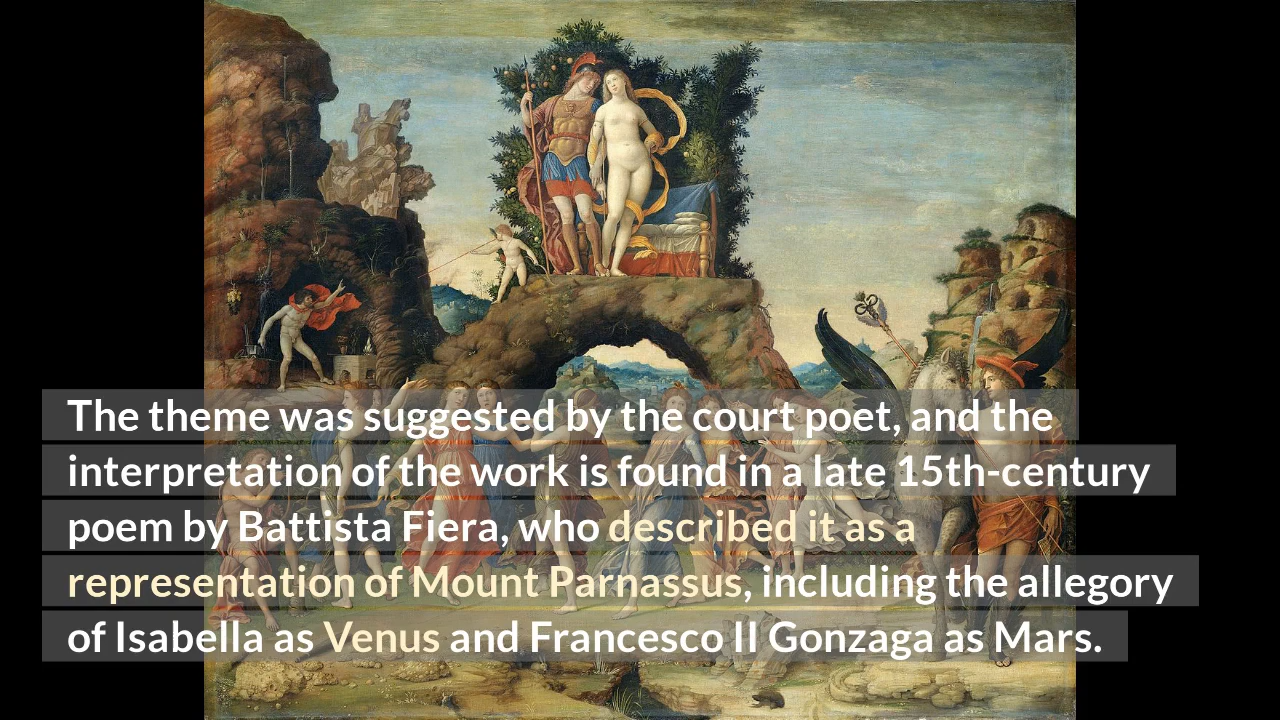 The theme was suggested by the court poet, and the
interpretation of the work is found in a late 15th-century
poem by Battista Fiera, who described it as a
representation of Mount Parnassus, including the allegory
of Isabella as Venus and Francesco II Gonzaga as Mars.